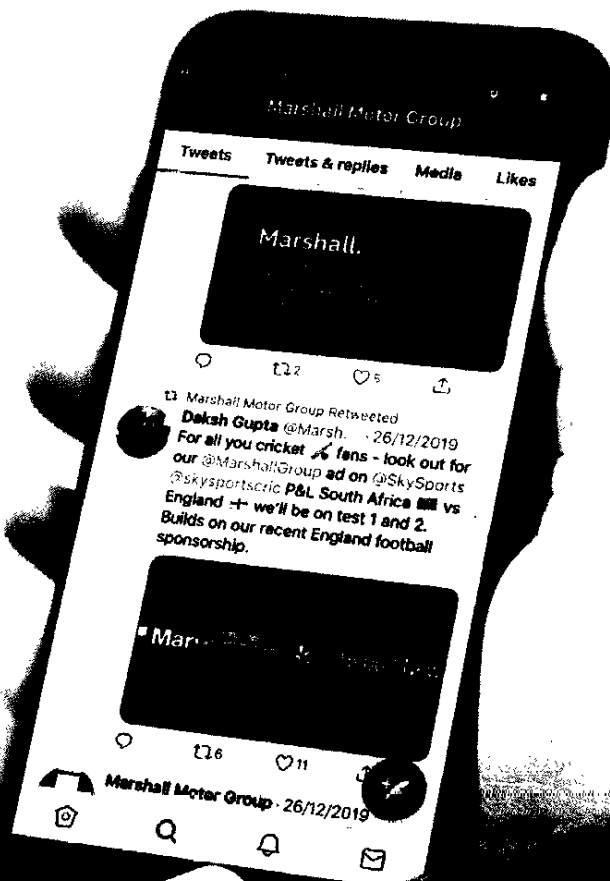 Marshall Motor Group
Tweets Tweets & replies Media Likes
Marshall.
2 5
Marshall Motor Group Retweeted
Daksh Gupta @Marsh. · 26/12/2019
For all you cricket 🏏 fans - look out for
our @MarshallGroup ad on @SkySports
@skysportscric P&L South Africa 🇿🇦 vs
England 🏴󠁧󠁢󠁥󠁮󠁧󠁿 we'll be on test 1 and 2.
Builds on our recent England football
sponsorship.
6 11
Marshall Motor Group · 26/12/2019